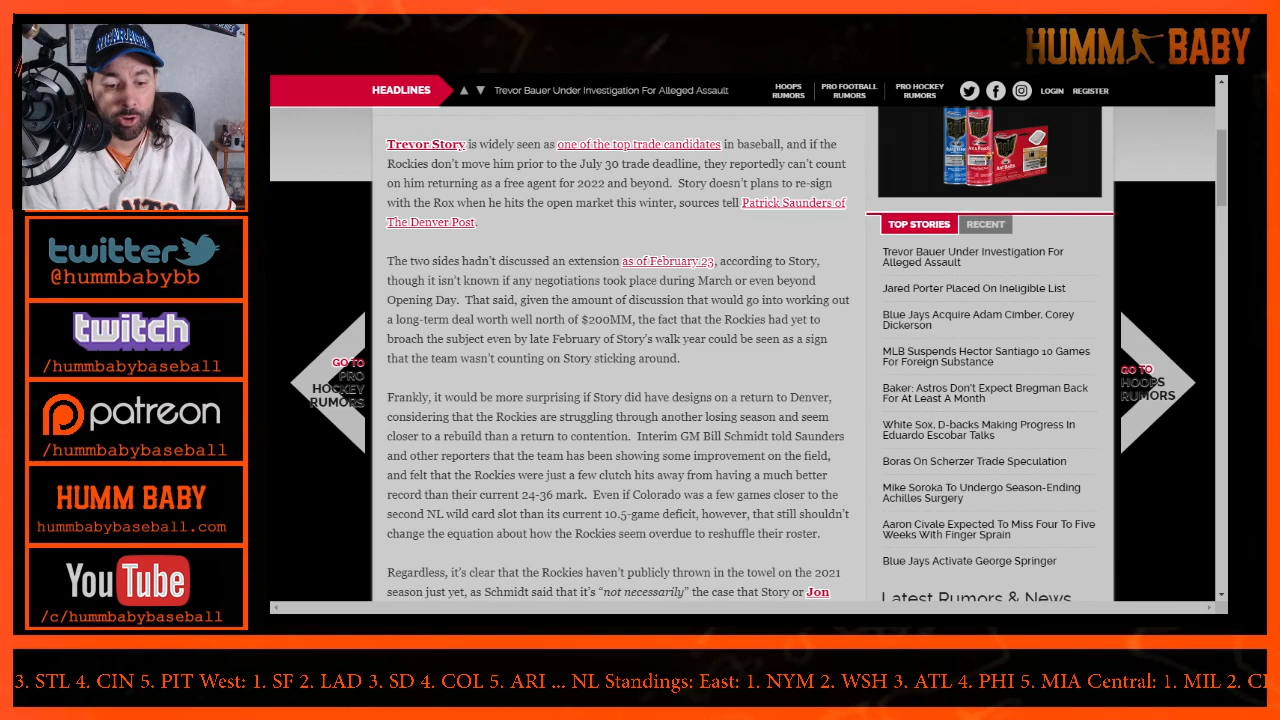 HUMM BABY
HEADLINES
Trevor Bauer Under Investigation For Alleged Assault
HOOPS RUMORS
PRO FOOTBALL RUMORS
PRO HOCKEY RUMORS
LOGIN
REGISTER
twitter
@hummbabybb
twitch
/hummbabybaseball
patreon
/hummbabybaseball
HUMM BABY
hummbabybaseball.com
YouTube
/c/hummbabybaseball
GO TO
PRO
HOCKEY
RUMORS
Trevor Story is widely seen as one of the top trade candidates in baseball, and if the
Rockies don't move him prior to the July 30 trade deadline, they reportedly can't count
on him returning as a free agent for 2022 and beyond. Story doesn't plans to re-sign
with the Rox when he hits the open market this winter, sources tell Patrick Saunders of
The Denver Post.
The two sides hadn't discussed an extension as of February 23, according to Story,
though it isn't known if any negotiations took place during March or even beyond
Opening Day. That said, given the amount of discussion that would go into working out
a long-term deal worth well north of $200MM, the fact that the Rockies had yet to
broach the subject even by late February of Story's walk year could be seen as a sign
that the team wasn't counting on Story sticking around.
Frankly, it would be more surprising if Story did have designs on a return to Denver,
considering that the Rockies are struggling through another losing season and seem
closer to a rebuild than a return to contention. Interim GM Bill Schmidt told Saunders
and other reporters that the team has been showing some improvement on the field,
and felt that the Rockies were just a few clutch hits away from having a much better
record than their current 24-36 mark. Even if Colorado was a few games closer to the
second NL wild card slot than its current 10.5-game deficit, however, that still shouldn't
change the equation about how the Rockies seem overdue to reshuffle their roster.
Regardless, it's clear that the Rockies haven't publicly thrown in the towel on the 2021
season just yet, as Schmidt said that it's "not necessarily" the case that Story or Jon
TOP STORIES
RECENT
Trevor Bauer Under Investigation For
Alleged Assault
Jared Porter Placed On Ineligible List
Blue Jays Acquire Adam Cimber, Corey
Dickerson
MLB Suspends Hector Santiago 10 Games
For Foreign Substance
Baker: Astros Don't Expect Bregman Back
For At Least A Month
White Sox, D-backs Making Progress In
Eduardo Escobar Talks
Boras On Scherzer Trade Speculation
Mike Soroka To Undergo Season-Ending
Achilles Surgery
Aaron Civale Expected To Miss Four To Five
Weeks With Finger Sprain
Blue Jays Activate George Springer
Latest Rumors & News
GO TO
HOOPS
RUMORS
3. STL 4. CIN 5. PIT West: 1. SF 2. LAD 3. SD 4. COL 5. ARI ... NL Standings: East: 1. NYM 2. WSH 3. ATL 4. PHI 5. MIA Central: 1. MIL 2.